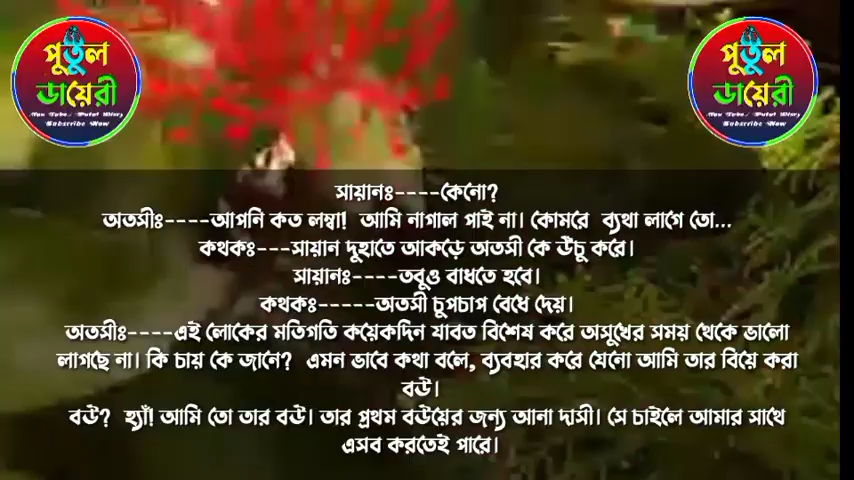 পুতুল
ডায়েরী
পুতুল
ডায়েরী
সায়ানঃ----কেনো?
অতসীঃ----আপনি কত লম্বা! আমি নাগাল পাই না। কোমরে ব্যথা লাগে তো...
কথকঃ---সায়ান দুহাতে আকড়ে অতসী কে উঁচু করে।
সায়ানঃ----তবুও বাধতে হবে।
কথকঃ-----অতসী চুপচাপ বেধে দেয়।
অতসীঃ----এই লোকের মতিগতি কয়েকদিন যাবত বিশেষ করে অসুখের সময় থেকে ভালো
লাগছে না। কি চায় কে জানে? এমন ভাবে কথা বলে, ব্যবহার করে যেনো আমি তার বিয়ে করা
বউ।
বউ? হ্যাঁ! আমি তো তার বউ। তার প্রথম বউয়ের জন্য আনা দাসী। সে চাইলে আমার সাথে
এসব করতেই পারে।